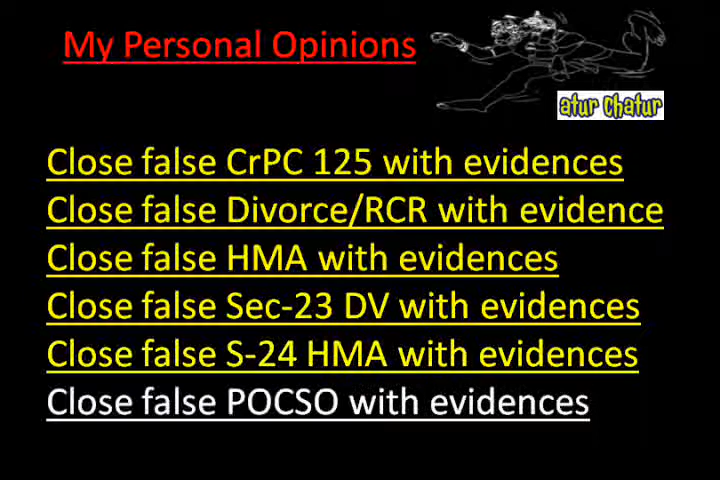 My Personal Opinions
atur Chatur
Close false CrPC 125 with evidences
Close false Divorce/RCR with evidence
Close false HMA with evidences
Close false Sec-23 DV with evidences
Close false S-24 HMA with evidences
Close false POCSO with evidences